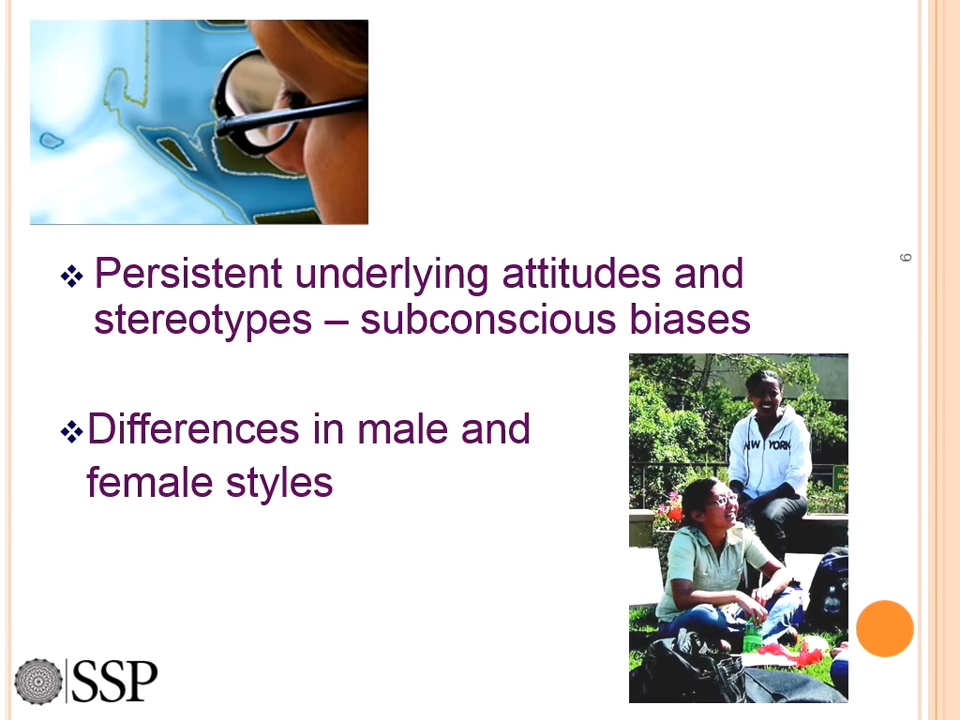 9
❖ Persistent underlying attitudes and
stereotypes – subconscious biases
❖Differences in male and
female styles
NEW YORK
SSP